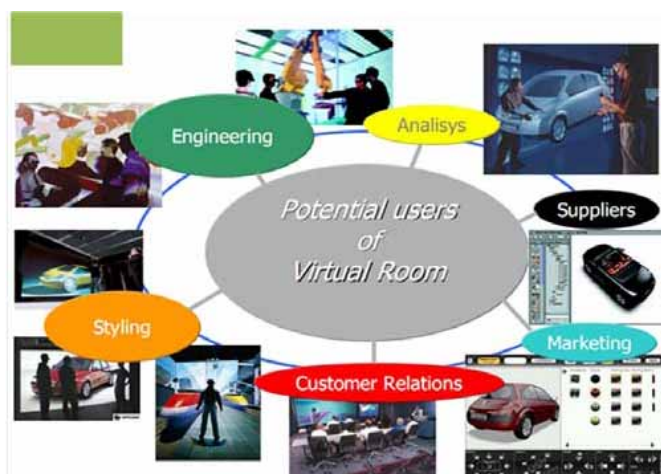 Engineering
Analisys
Potential users
of
Virtual Room
Suppliers
Styling
Marketing
Customer Relations